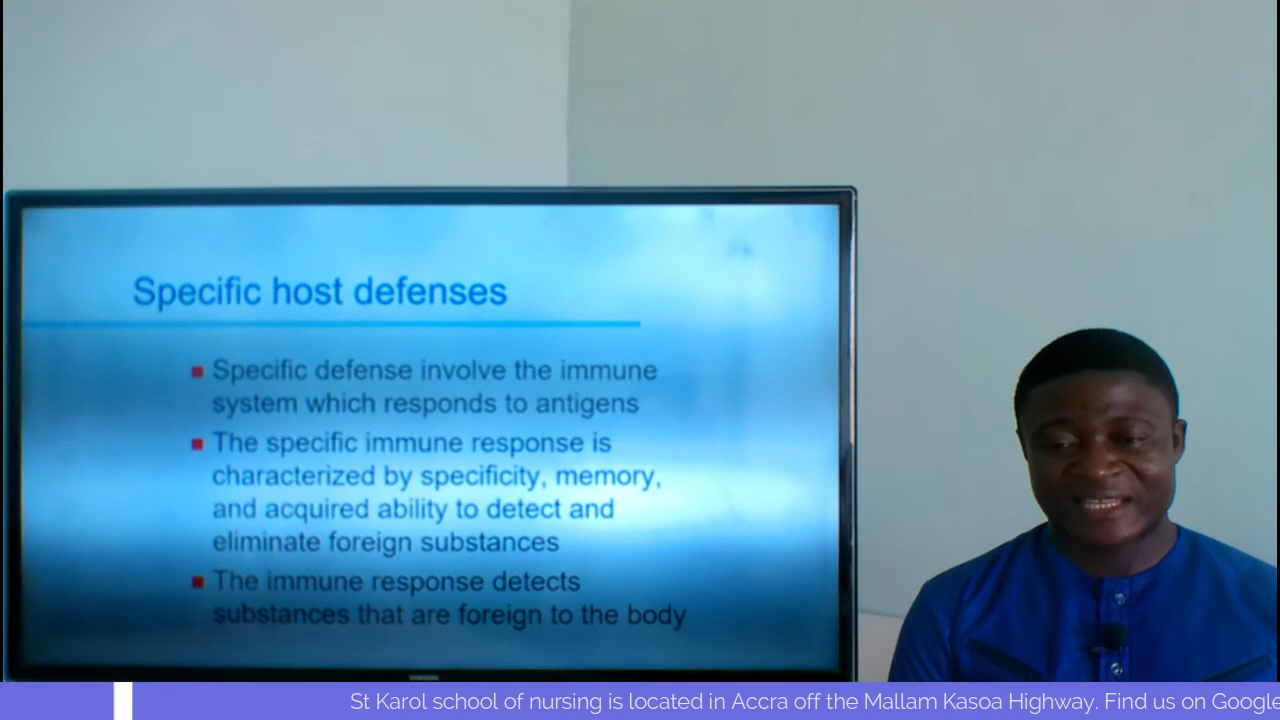 Specific host defenses
Specific defense involve the immune
system which responds to antigens
The specific immune response is
characterized by specificity, memory,
and acquired ability to detect and
eliminate foreign substances
The immune response detects
substances that are foreign to the body
St Karol school of nursing is located in Accra off the Mallam Kasoa Highway. Find us on Google